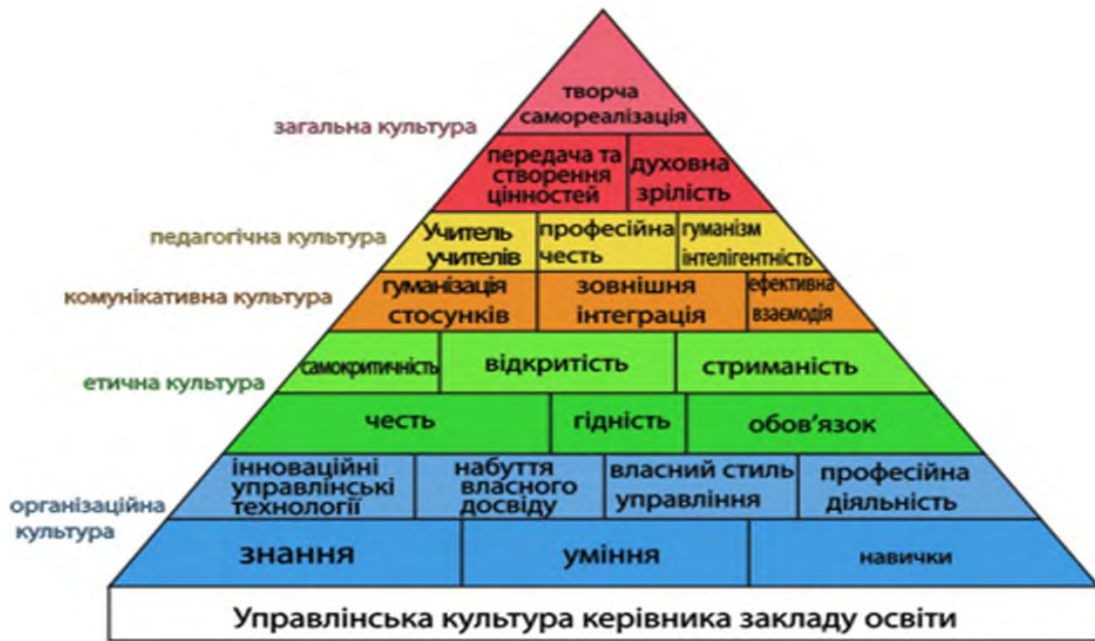 творча
самореалізація
загальна культура
передача та
створення
цінностей
духовна
зрілість
педагогічна культура
Учитель
учителів
професійна
честь
гуманізм
інтелігентність
комунікативна культура
гуманізація
стосунків
зовнішня
інтеграція
ефективна
взаємодія
етична культура
самокритичність
відкритість
стриманість
честь
гідність
обов’язок
організаційна
культура
інноваційні
управлінські
технології
набуття
власного
досвіду
власний стиль
управління
професійна
діяльність
знання
уміння
навички
Управлінська культура керівника закладу освіти